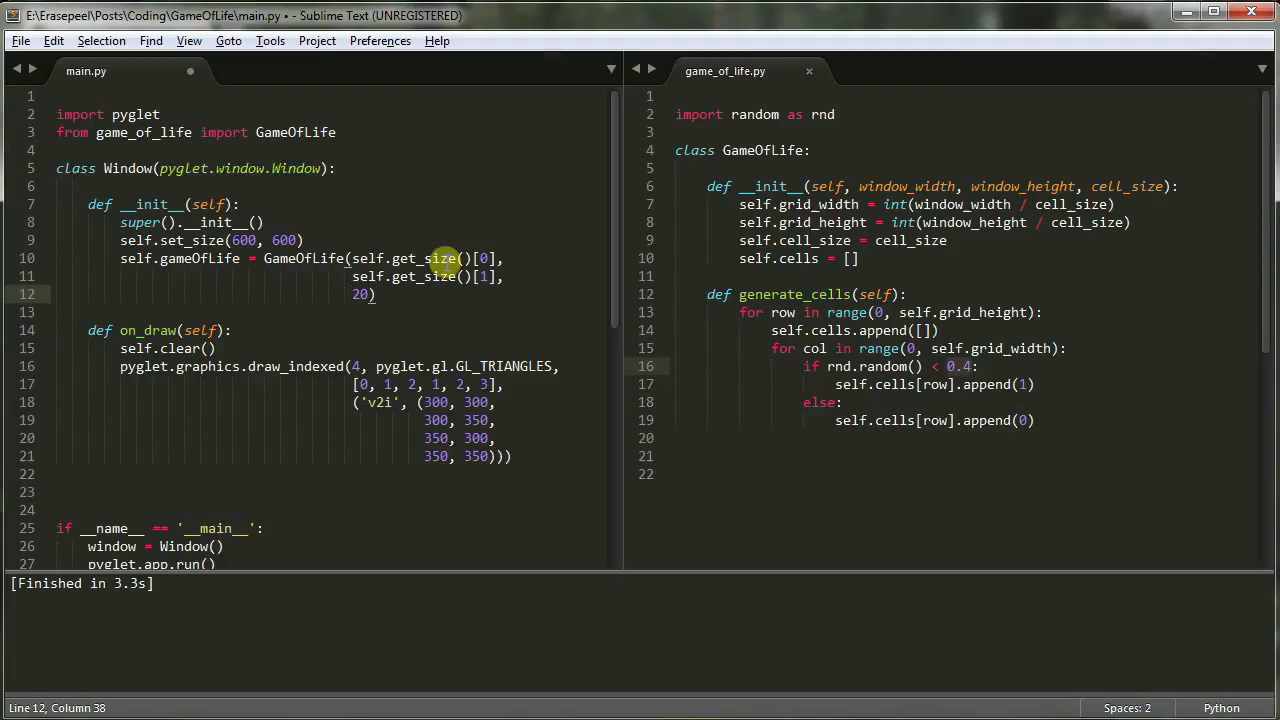 E:\Erasepeel\Posts\Coding\GameOfLife\main.py • - Sublime Text (UNREGISTERED)
File Edit Selection Find View Goto Tools Project Preferences Help
main.py
1
2 import pyglet
3 from game_of_life import GameOfLife
4
5 class Window(pyglet.window.Window):
6
7 def __init__(self):
8 super().__init__()
9 self.set_size(600, 600)
10 self.gameOfLife = GameOfLife(self.get_size()[0],
11 self.get_size()[1],
12 20)
13
14 def on_draw(self):
15 self.clear()
16 pyglet.graphics.draw_indexed(4, pyglet.gl.GL_TRIANGLES,
17 [0, 1, 2, 1, 2, 3],
18 ('v2i', (300, 300,
19 300, 350,
20 350, 300,
21 350, 350)))
22
23
24
25 if __name__ == '__main__':
26 window = Window()
27 pyglet.app.run()
game_of_life.py
1
2 import random as rnd
3
4 class GameOfLife:
5
6 def __init__(self, window_width, window_height, cell_size):
7 self.grid_width = int(window_width / cell_size)
8 self.grid_height = int(window_height / cell_size)
9 self.cell_size = cell_size
10 self.cells = []
11
12 def generate_cells(self):
13 for row in range(0, self.grid_height):
14 self.cells.append([])
15 for col in range(0, self.grid_width):
16 if rnd.random() < 0.4:
17 self.cells[row].append(1)
18 else:
19 self.cells[row].append(0)
20
21
22
[Finished in 3.3s]
Line 12, Column 38 Spaces: 2 Python